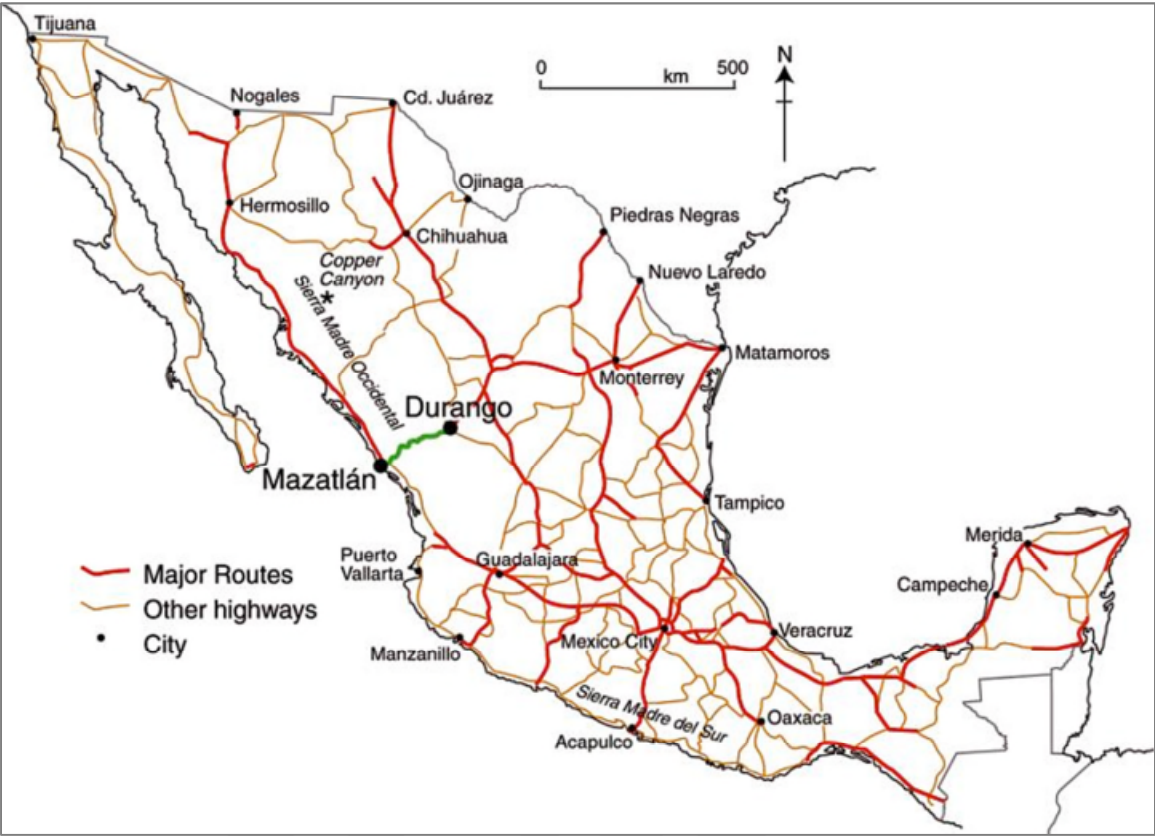 Tijuana
0 500
km
N
Nogales
Cd. Juárez
Ojinaga
Hermosillo
Piedras Negras
Chihuahua
Copper
Canyon
*
Nuevo Laredo
Sierra Madre Occidental
Matamoros
Monterrey
Durango
Mazatlán
Tampico
Merida
Puerto
Vallarta
Guadalajara
Major Routes
Campeche
Other highways
City
Mexico City
Veracruz
Manzanillo
Sierra Madre del Sur
Oaxaca
Acapulco